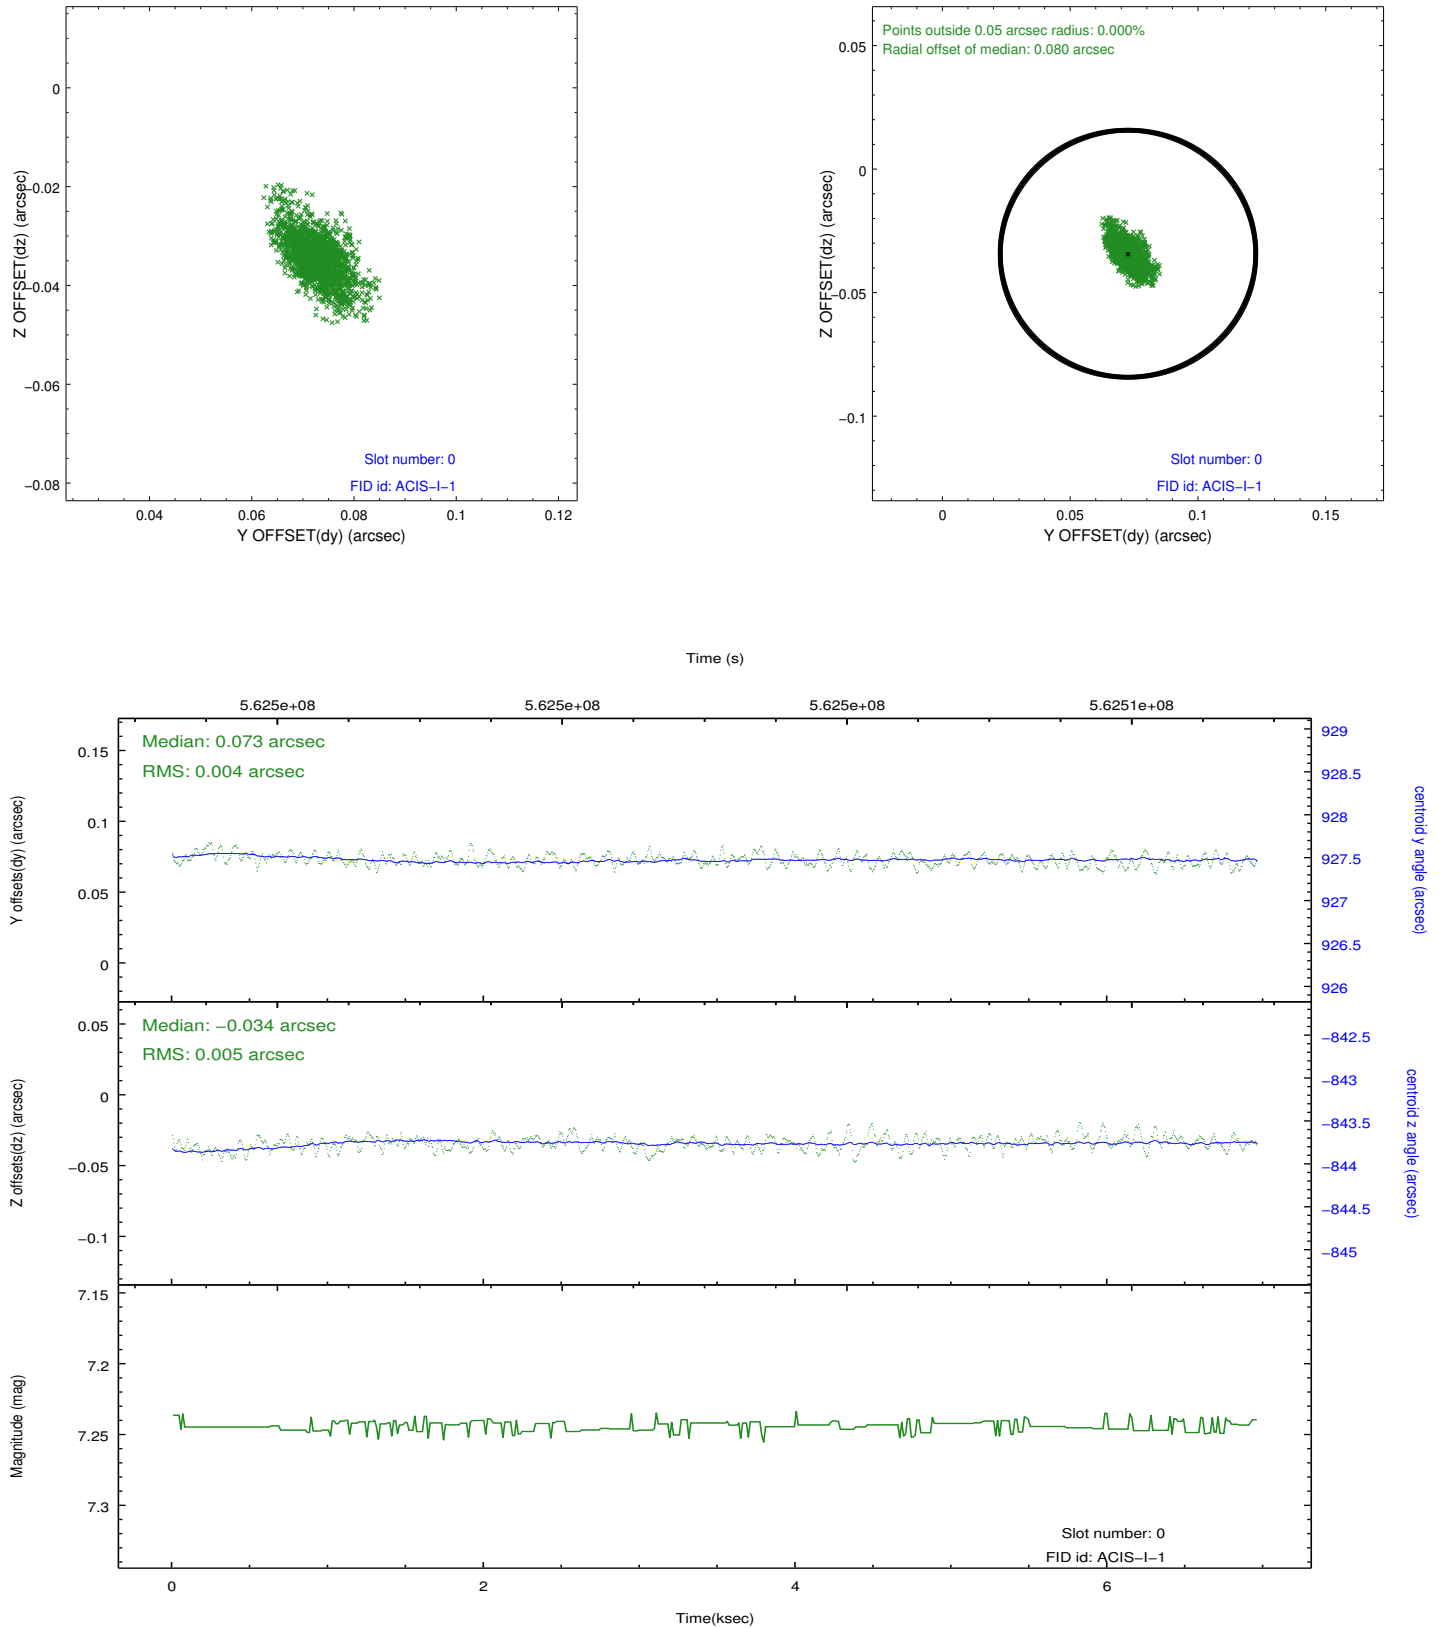 0
−0.02
−0.04
−0.06
−0.08
Z OFFSET(dz) (arcsec)
Slot number: 0
FID id: ACIS−I−1
0.04 0.06 0.08 0.1 0.12
Y OFFSET(dy) (arcsec)
Points outside 0.05 arcsec radius: 0.000%
Radial offset of median: 0.080 arcsec
0.05
0
−0.05
−0.1
Z OFFSET(dz) (arcsec)
Slot number: 0
FID id: ACIS−I−1
0 0.05 0.1 0.15
Y OFFSET(dy) (arcsec)
Time (s)
5.625e+08 5.625e+08 5.625e+08 5.6251e+08
Median: 0.073 arcsec
RMS: 0.004 arcsec
0.15
0.1
0.05
0
Y offsets(dy) (arcsec)
929
928.5
928
927.5
927
926.5
926
centroid y angle (arcsec)
Median: −0.034 arcsec
RMS: 0.005 arcsec
0.05
0
−0.05
−0.1
Z offsets(dz) (arcsec)
−842.5
−843
−843.5
−844
−844.5
−845
centroid z angle (arcsec)
7.15
7.2
7.25
7.3
Magnitude (mag)
Slot number: 0
FID id: ACIS−I−1
0 2 4 6
Time(ksec)